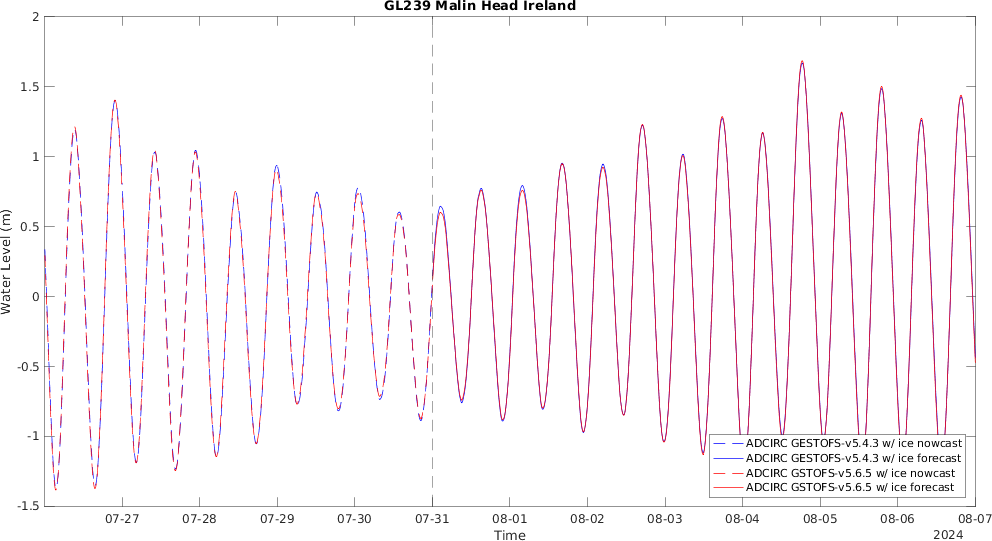 GL239 Malin Head Ireland
2
1.5
1
0.5
0
-0.5
-1
-1.5
Water Level (m)
ADCIRC GESTOFS-v5.4.3 w/ ice nowcast
ADCIRC GESTOFS-v5.4.3 w/ ice forecast
ADCIRC GSTOFS-v5.6.5 w/ ice nowcast
ADCIRC GSTOFS-v5.6.5 w/ ice forecast
07-27 07-28 07-29 07-30 07-31 08-01 08-02 08-03 08-04 08-05 08-06 08-07
Time
2024